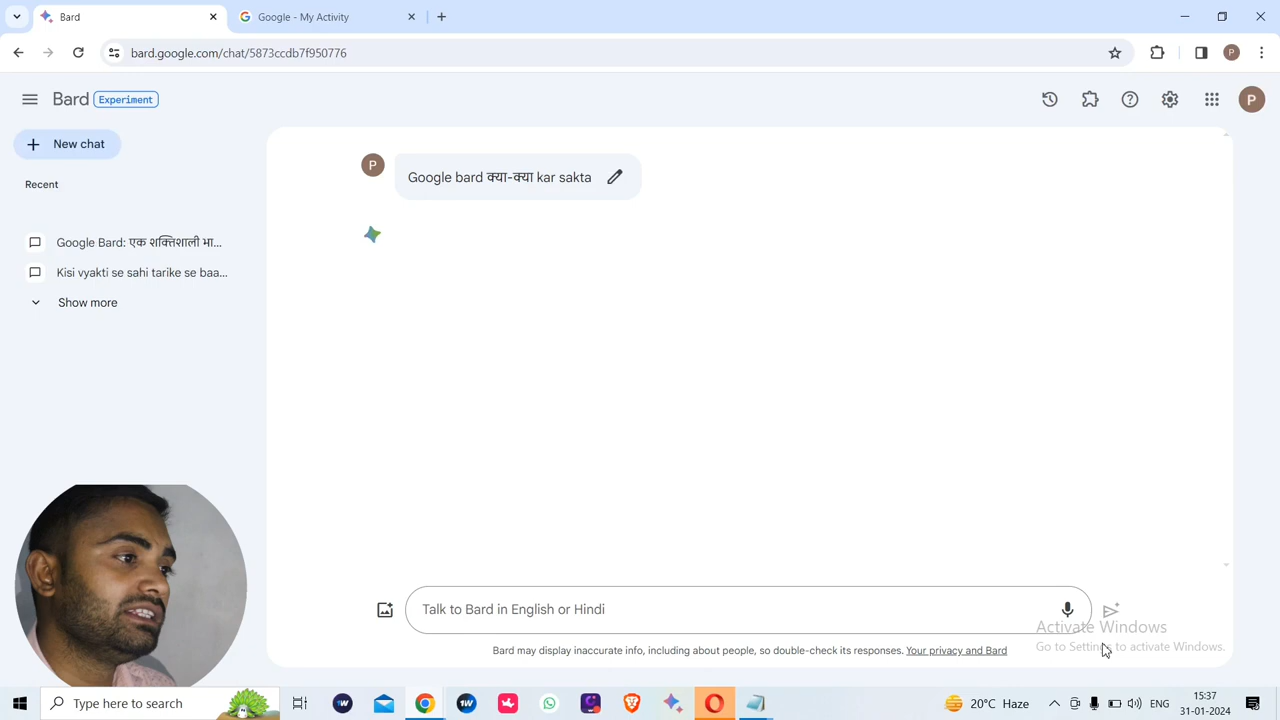 Bard
Google - My Activity
bard.google.com/chat/5873ccdb7f950776
P
Bard Experiment
P
New chat
Recent
Google Bard: एक शक्तिशाली भा...
Kisi vyakti se sahi tarike se baa...
Show more
P
Google bard क्या-क्या kar sakta
Talk to Bard in English or Hindi
Bard may display inaccurate info, including about people, so double-check its responses. Your privacy and Bard
Activate Windows
Go to Settings to activate Windows.
Type here to search
1W
1W
20°C Haze
ENG
15:37
31-01-2024